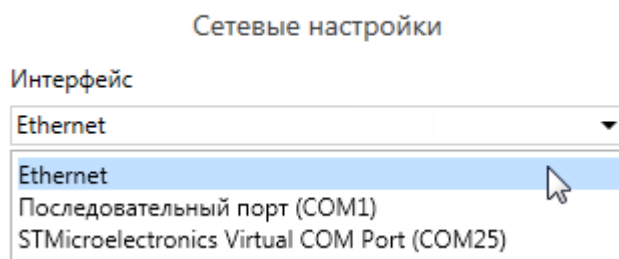 Сетевые настройки
Интерфейс
Ethernet
Ethernet
Последовательный порт (COM1)
STMicroelectronics Virtual COM Port (COM25)